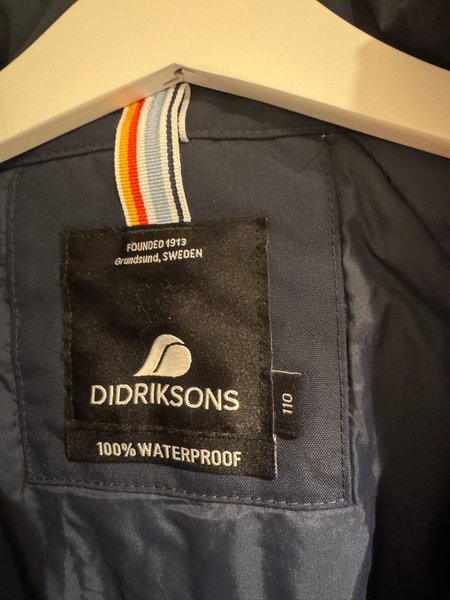 FOUNDED 1913
Grundsund, SWEDEN
DIDRIKSONS
110
100% WATERPROOF